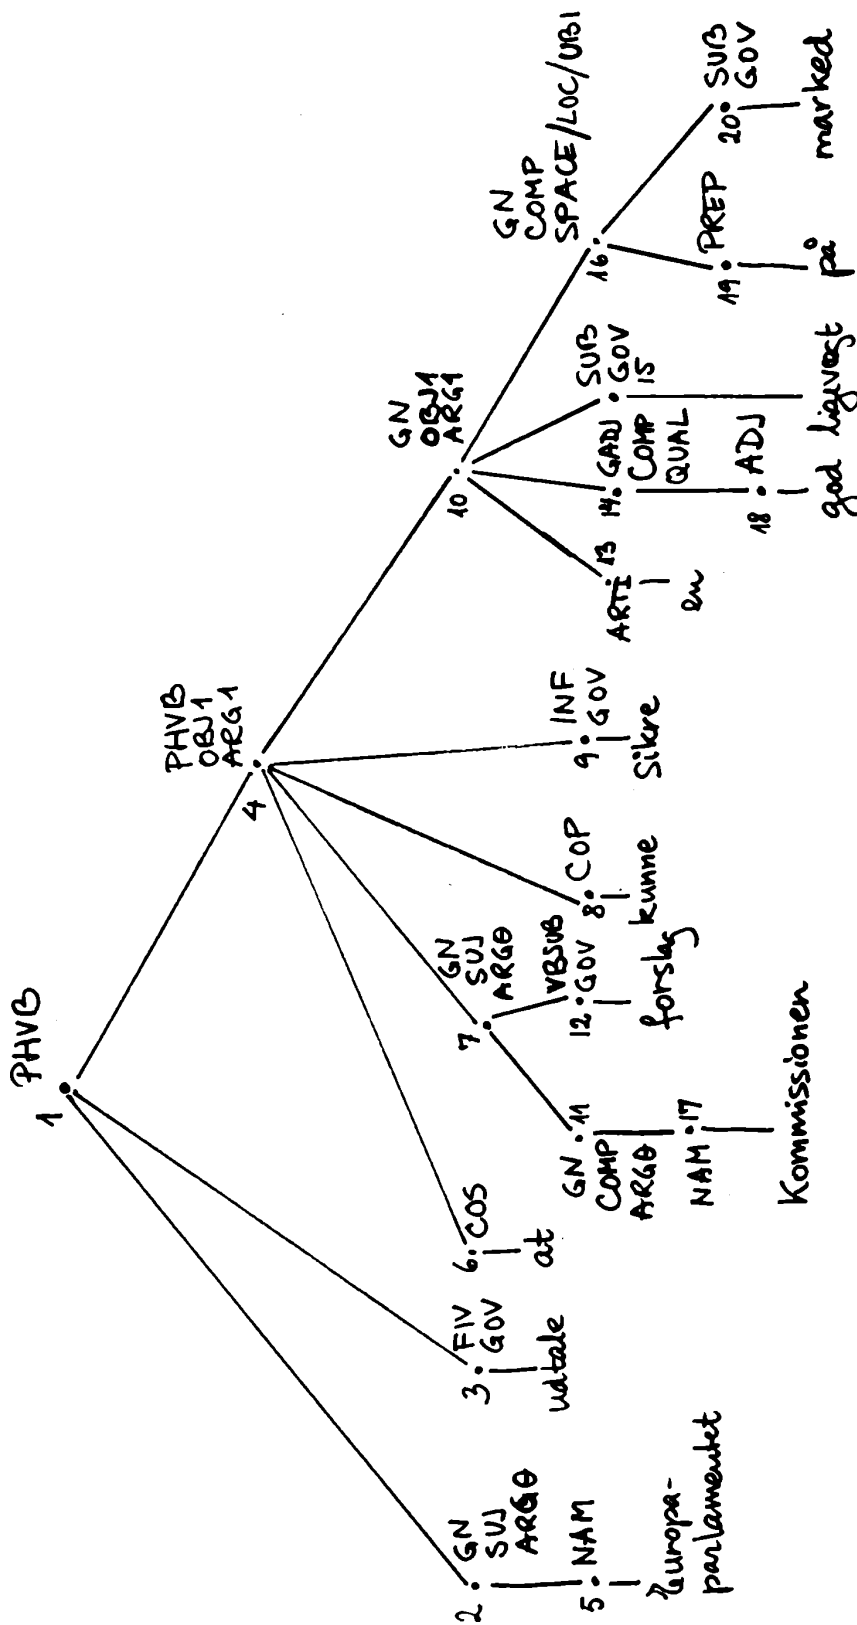 1 PHVB
PHVB
OBJ1
ARG1
4
GN
OBJ1
ARG1
10
GN
COMP
SPACE/LOC/UBI
16
2 GN
SUJ
ARGθ
3 FIV
GOV
udtale
6 COS
at
GN
SUJ
ARGθ
7
8 COP
kunne
9 INF
GOV
sikre
ARTI 13
en
14 GADJ
COMP
QUAL
SUB
GOV
15
ligevægt
19 PREP
på
20 SUB
GOV
marked
5 NAM
Europa-
parlamentet
GN 11
COMP
ARGθ
VBSUB
12 GOV
forslag
NAM 17
Kommissionen
18 ADJ
god